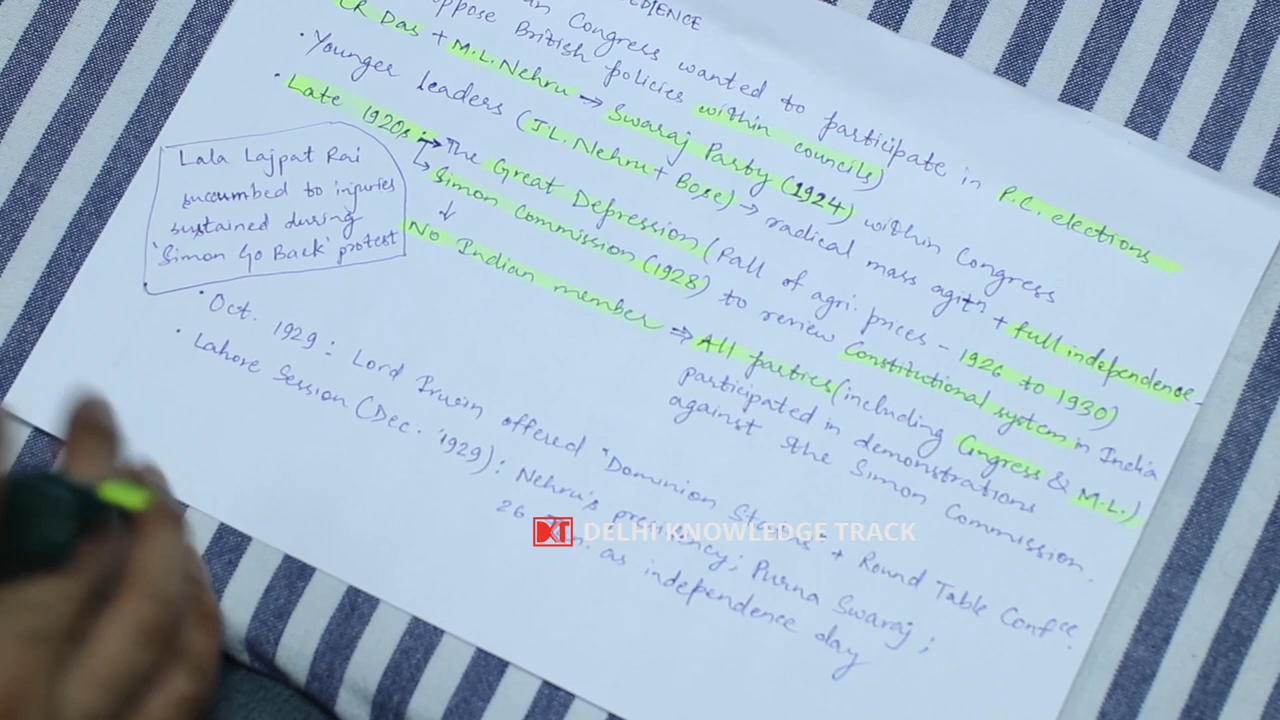 EDIENCE
an Congress wanted to participate in P.C. elections
oppose British policies within councils)
CR Das + M.L. Nehru → Swaraj Party (1924) within Congress
• Younger leaders (J.L. Nehru + Bose) → radical mass agitn + full independence
• Late 1920s :→ The Great Depression (Fall of agri. prices - 1926 to 1930)
↳ Simon Commission (1928) to review Constitutional system in India
↓
No Indian member ⇒ All parties (including Congress & M.L.)
participated in demonstrations
against the Simon Commission.
Lala Lajpat Rai
succumbed to injuries
sustained during
'Simon Go Back' protest
• Oct. 1929 : Lord Irwin offered "Dominion Status + Round Table Confce.
• Lahore Session (Dec. '1929) : Nehru's presidency; Purna Swaraj;
26 as independence day
DKT DELHI KNOWLEDGE TRACK